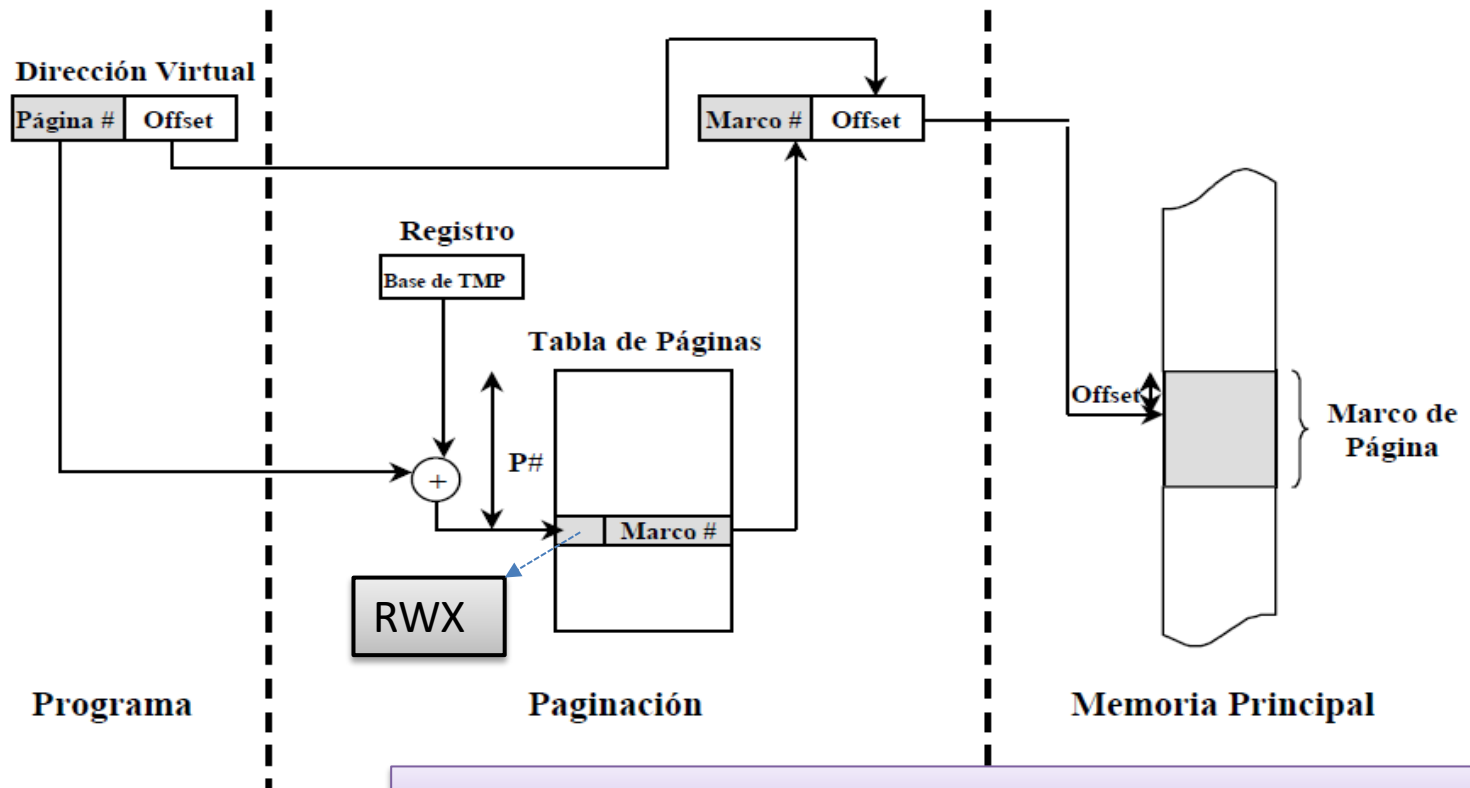 Dirección Virtual
Página # Offset
Marco # Offset
Registro
Base de TMP
Tabla de Páginas
P#
+
Marco #
RWX
Offset
Marco de
Página
Programa
Paginación
Memoria Principal